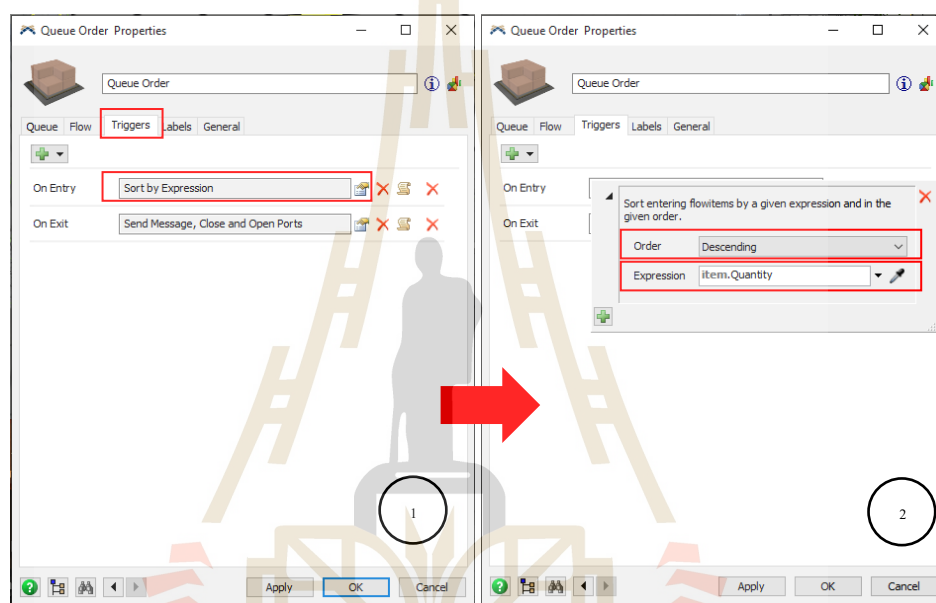 Queue Order Properties
Queue Order
Queue Flow Triggers Labels General
On Entry Sort by Expression
On Exit Send Message, Close and Open Ports
1
Apply OK Cancel
Queue Order Properties
Queue Order
Queue Flow Triggers Labels General
On Entry
On Exit
Sort entering flowitems by a given expression and in the
given order.
Order Descending
Expression item.Quantity
2
Apply OK Cancel